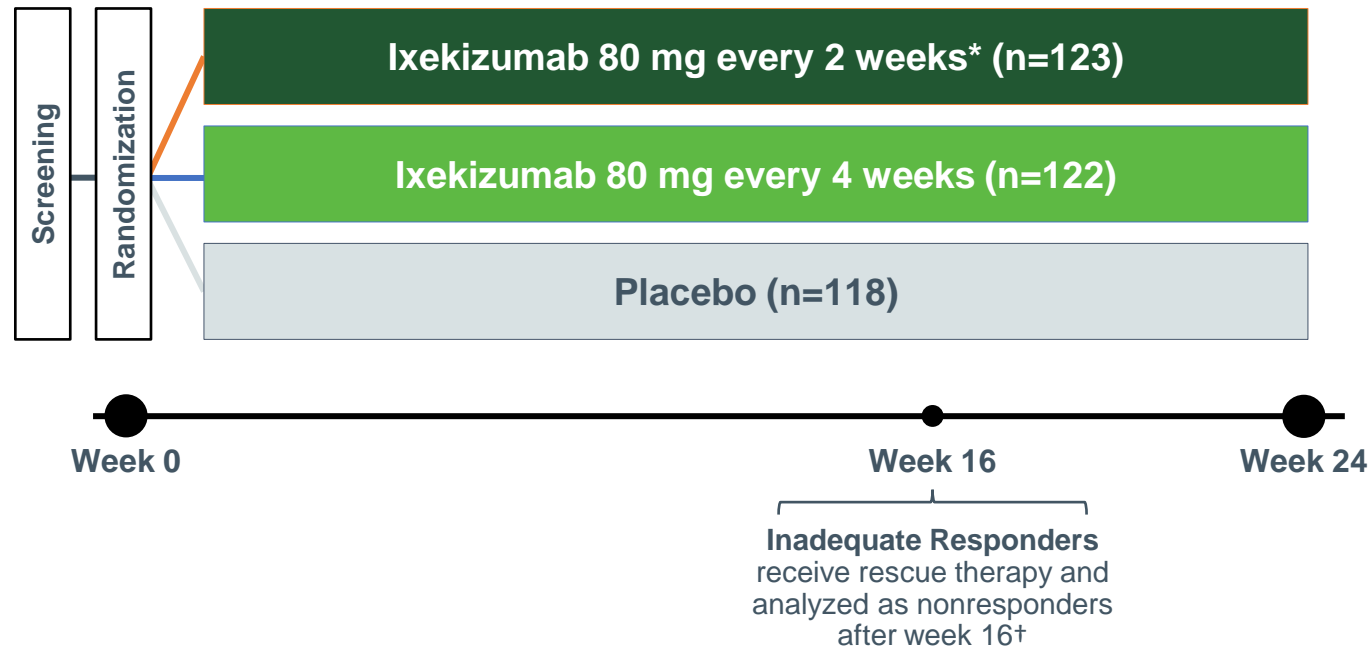 Screening
Randomization
Ixekizumab 80 mg every 2 weeks* (n=123)
Ixekizumab 80 mg every 4 weeks (n=122)
Placebo (n=118)
Week 0
Week 16
Week 24
Inadequate Responders
receive rescue therapy and
analyzed as nonresponders
after week 16†